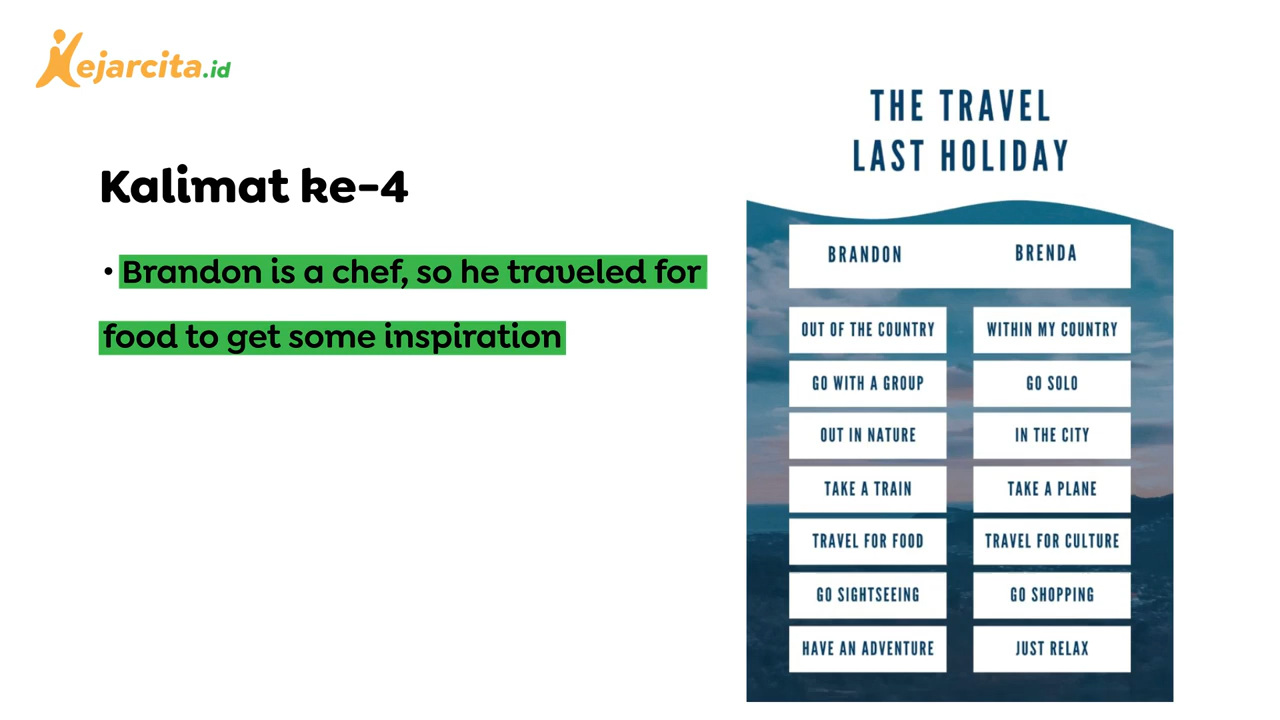 Kejarcita.id
Kalimat ke-4
• Brandon is a chef, so he traveled for
food to get some inspiration
THE TRAVEL
LAST HOLIDAY
BRANDON BRENDA
OUT OF THE COUNTRY WITHIN MY COUNTRY
GO WITH A GROUP GO SOLO
OUT IN NATURE IN THE CITY
TAKE A TRAIN TAKE A PLANE
TRAVEL FOR FOOD TRAVEL FOR CULTURE
GO SIGHTSEEING GO SHOPPING
HAVE AN ADVENTURE JUST RELAX